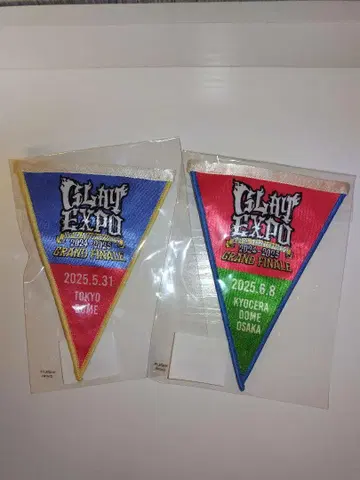 GLAY
EXPO
2024-2025
GRAND FINALE
2025.5.31
TOKYO
DOME
GLAY
EXPO
2024-2025
GRAND FINALE
2025.6.8
KYOCERA
DOME
OSAKA